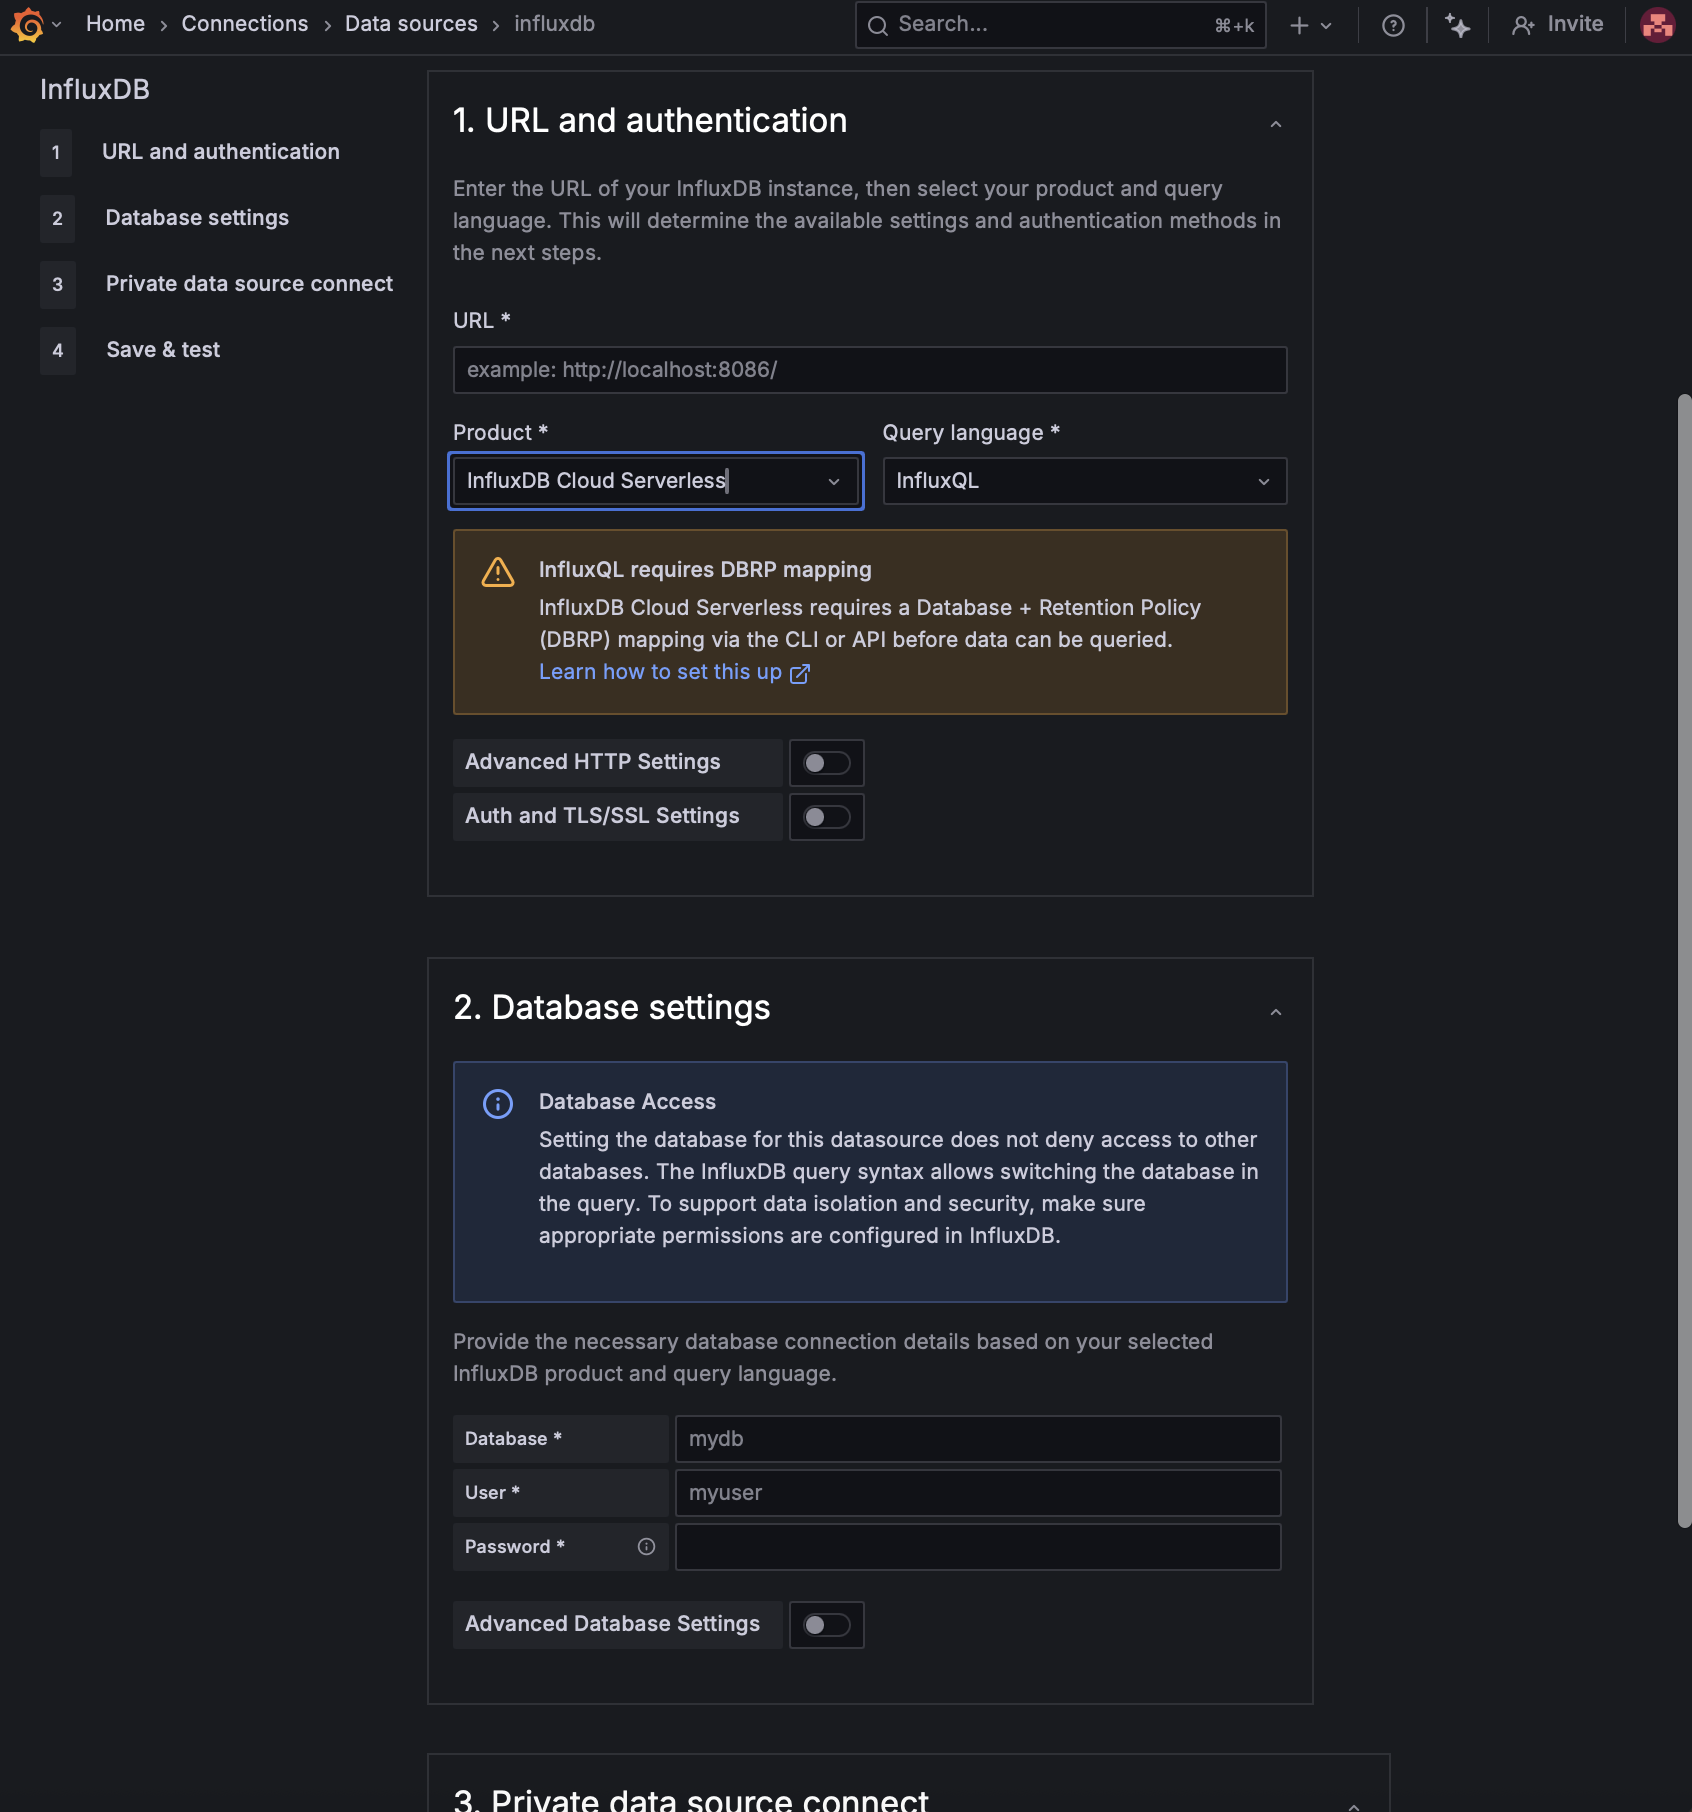 Home › Connections › Data sources › influxdb
Search... ⌘+k
Invite
InfluxDB
1 URL and authentication
2 Database settings
3 Private data source connect
4 Save & test
1. URL and authentication
Enter the URL of your InfluxDB instance, then select your product and query
language. This will determine the available settings and authentication methods in
the next steps.
URL *
example: http://localhost:8086/
Product *
InfluxDB Cloud Serverless
Query language *
InfluxQL
InfluxQL requires DBRP mapping
InfluxDB Cloud Serverless requires a Database + Retention Policy
(DBRP) mapping via the CLI or API before data can be queried.
Learn how to set this up
Advanced HTTP Settings
Auth and TLS/SSL Settings
2. Database settings
Database Access
Setting the database for this datasource does not deny access to other
databases. The InfluxDB query syntax allows switching the database in
the query. To support data isolation and security, make sure
appropriate permissions are configured in InfluxDB.
Provide the necessary database connection details based on your selected
InfluxDB product and query language.
Database * mydb
User * myuser
Password *
Advanced Database Settings
3. Private data source connect